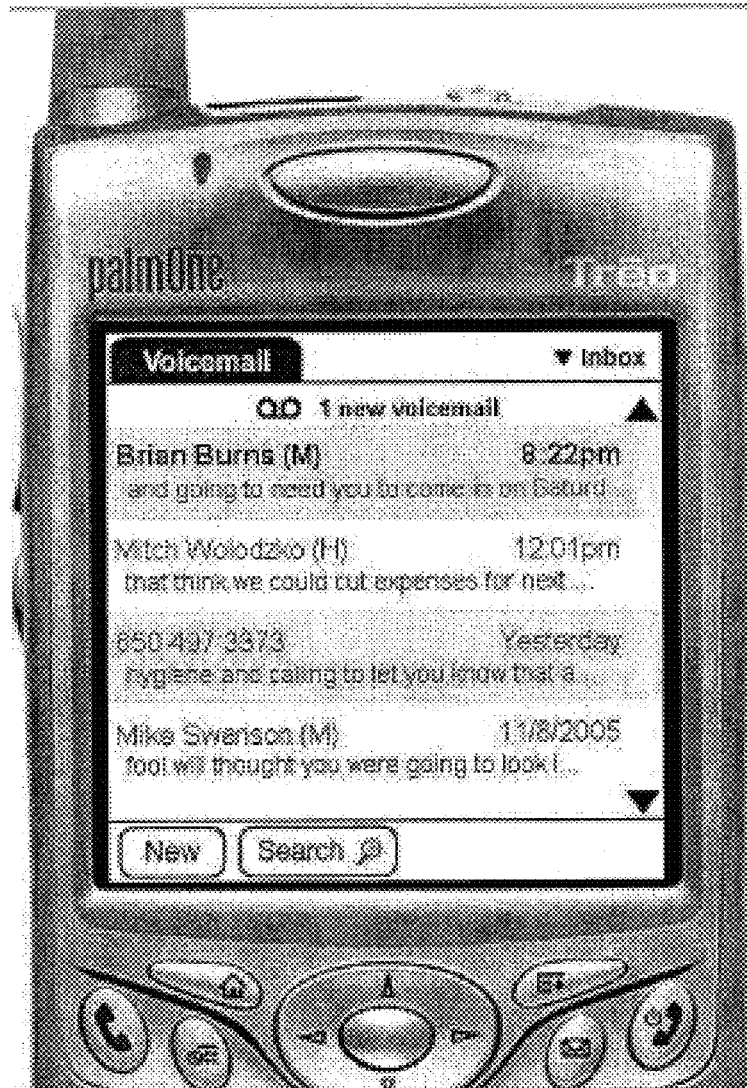 palmOne
Treo
Voicemail
Inbox
1 new voicemail
Brian Burns (M) 8:22pm
and going to need you to come in on Saturd...
Mitch Wolodzko (H) 12:01pm
that think we could cut expenses for next ...
650 497 3373 Yesterday
hygiene and calling to let you know that a ...
Mike Swenson (M) 11/8/2005
fool will thought you were going to look l...
New Search